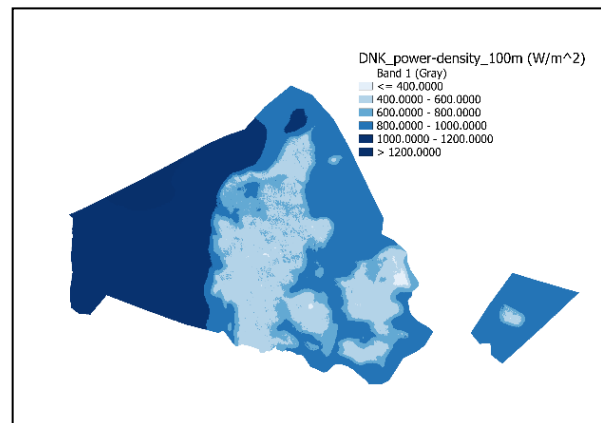 DNK_power-density_100m (W/m^2)
Band 1 (Gray)
<= 400.0000
400.0000 - 600.0000
600.0000 - 800.0000
800.0000 - 1000.0000
1000.0000 - 1200.0000
> 1200.0000